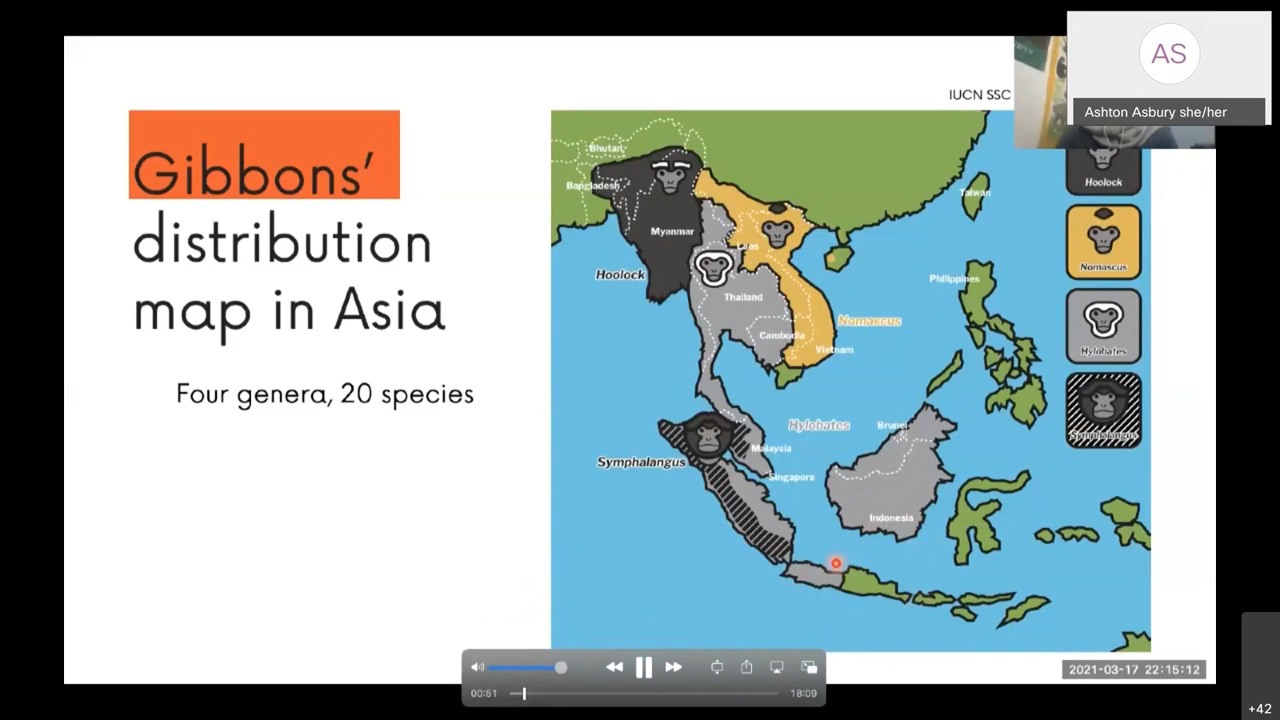 AS
Ashton Asbury she/her
IUCN SSC
Gibbons’
distribution
map in Asia
Four genera, 20 species
Bhutan
Bangladesh
Myanmar
Hoolock
Laos
Thailand
Cambodia
Vietnam
Nomascus
Taiwan
Philippines
Hylobates
Brunei
Malaysia
Symphalangus
Singapore
Indonesia
Hoolock
Nomascus
Hylobates
Symphalangus
2021-03-17 22:15:12
00:51
18:09
+42